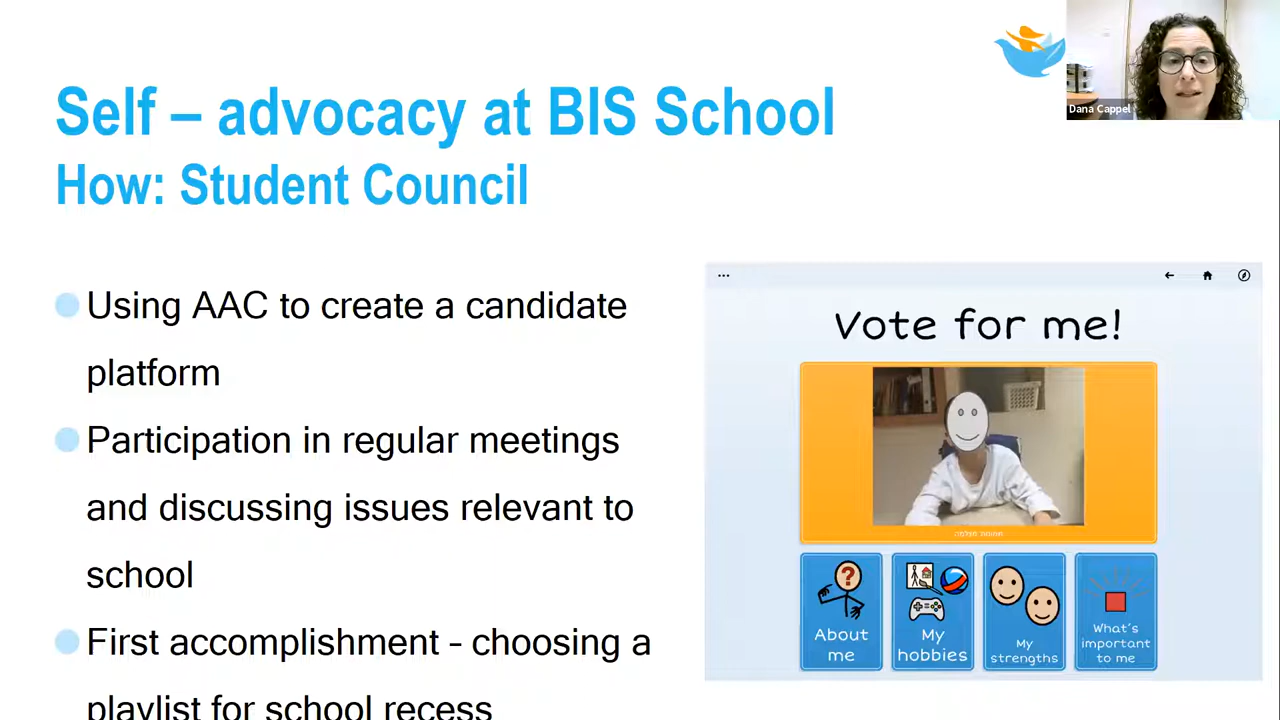 Self – advocacy at BIS School
How: Student Council
Dana Cappel
Using AAC to create a candidate
platform
Participation in regular meetings
and discussing issues relevant to
school
First accomplishment – choosing a
playlist for school recess
Vote for me!
About
me
My
hobbies
My
strengths
What's
important
to me